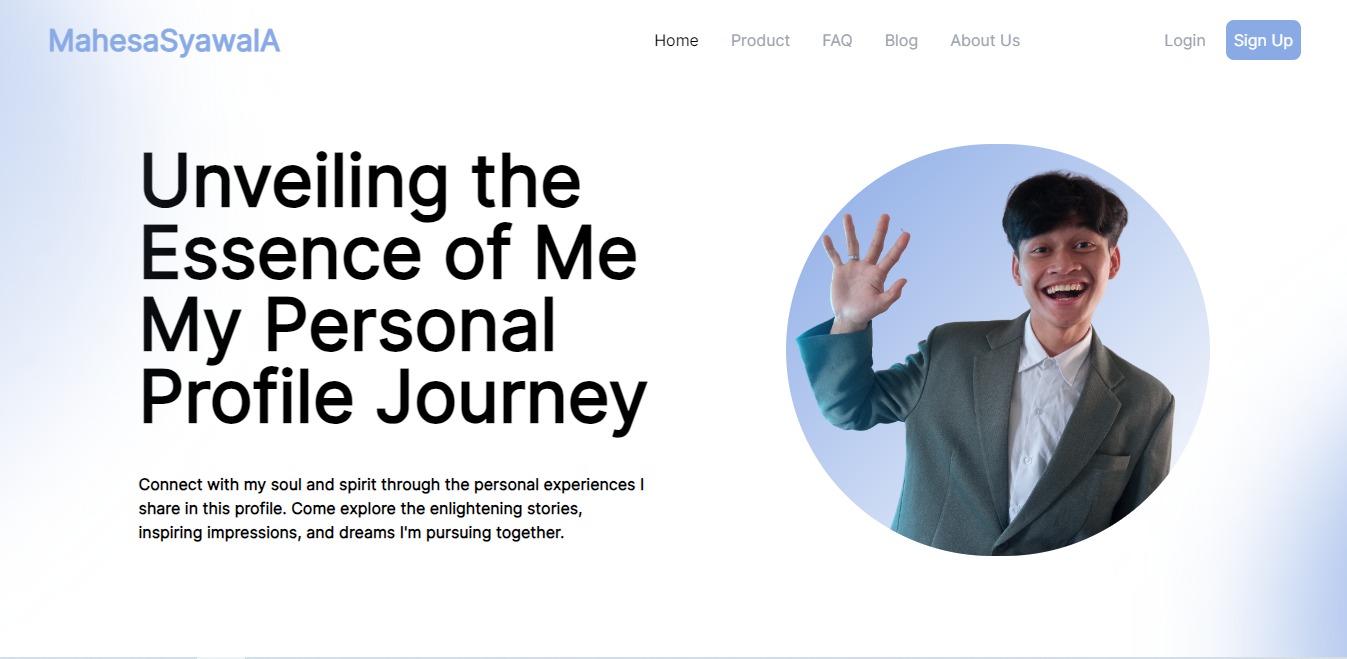 MahesaSyawalA
Home
Product
FAQ
Blog
About Us
Login
Sign Up
Unveiling the
Essence of Me
My Personal
Profile Journey
Connect with my soul and spirit through the personal experiences I
share in this profile. Come explore the enlightening stories,
inspiring impressions, and dreams I'm pursuing together.